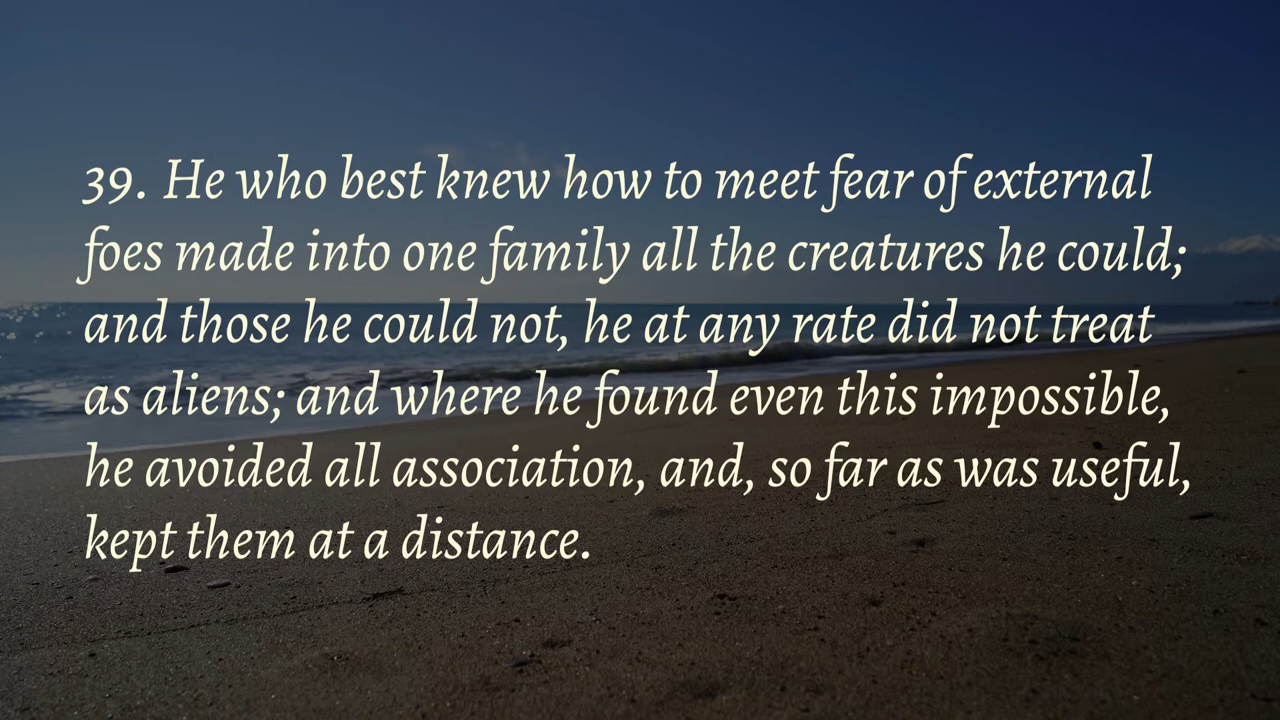 39. He who best knew how to meet fear of external
foes made into one family all the creatures he could;
and those he could not, he at any rate did not treat
as aliens; and where he found even this impossible,
he avoided all association, and, so far as was useful,
kept them at a distance.